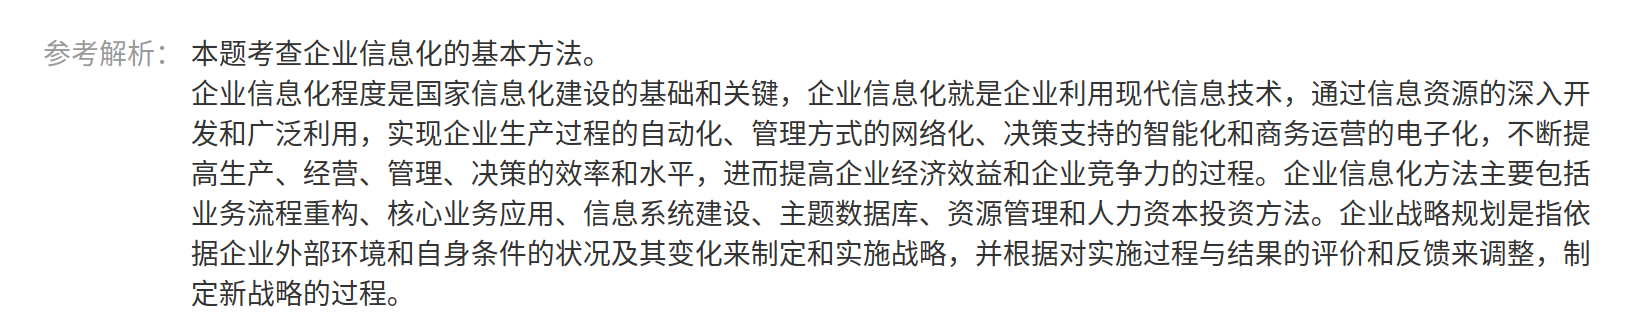 参考解析： 本题考查企业信息化的基本方法。
企业信息化程度是国家信息化建设的基础和关键，企业信息化就是企业利用现代信息技术，通过信息资源的深入开
发和广泛利用，实现企业生产过程的自动化、管理方式的网络化、决策支持的智能化和商务运营的电子化，不断提
高生产、经营、管理、决策的效率和水平，进而提高企业经济效益和企业竞争力的过程。企业信息化方法主要包括
业务流程重构、核心业务应用、信息系统建设、主题数据库、资源管理和人力资本投资方法。企业战略规划是指依
据企业外部环境和自身条件的状况及其变化来制定和实施战略，并根据对实施过程与结果的评价和反馈来调整，制
定新战略的过程。